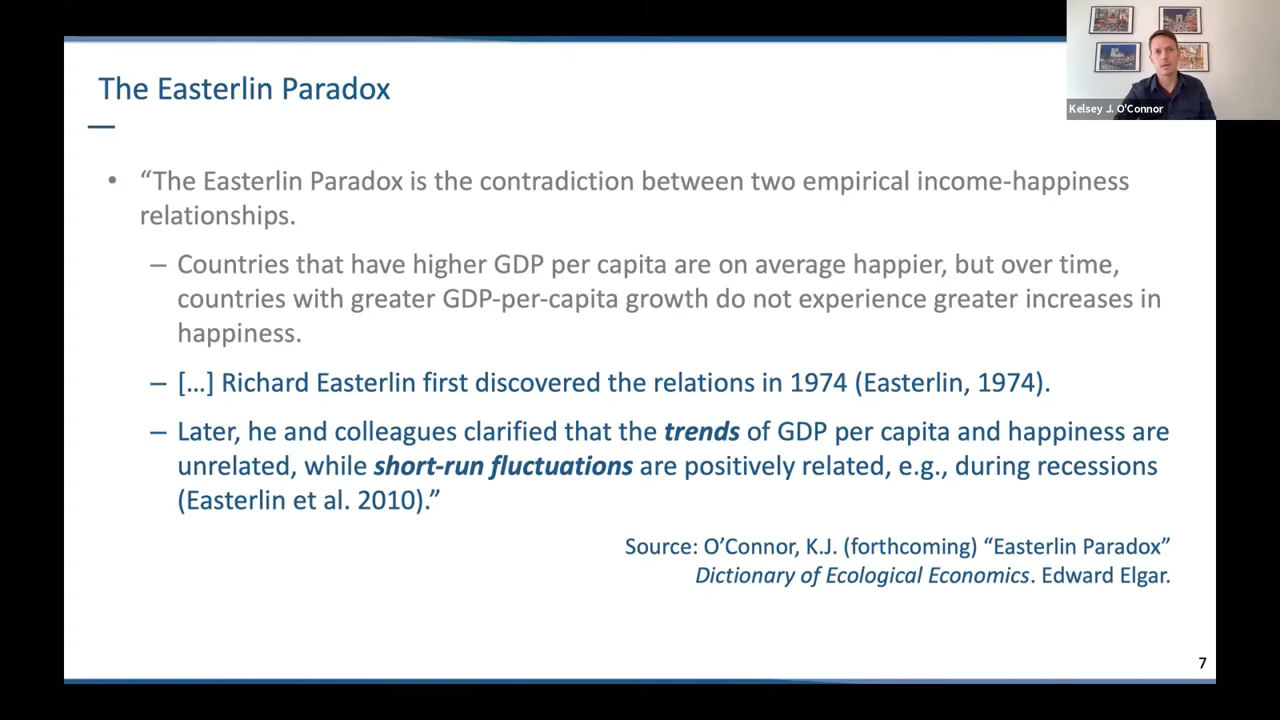 The Easterlin Paradox
Kelsey J. O'Connor
• “The Easterlin Paradox is the contradiction between two empirical income-happiness
relationships.
– Countries that have higher GDP per capita are on average happier, but over time,
countries with greater GDP-per-capita growth do not experience greater increases in
happiness.
– […] Richard Easterlin first discovered the relations in 1974 (Easterlin, 1974).
– Later, he and colleagues clarified that the trends of GDP per capita and happiness are
unrelated, while short-run fluctuations are positively related, e.g., during recessions
(Easterlin et al. 2010).”
Source: O’Connor, K.J. (forthcoming) “Easterlin Paradox”
Dictionary of Ecological Economics. Edward Elgar.
7